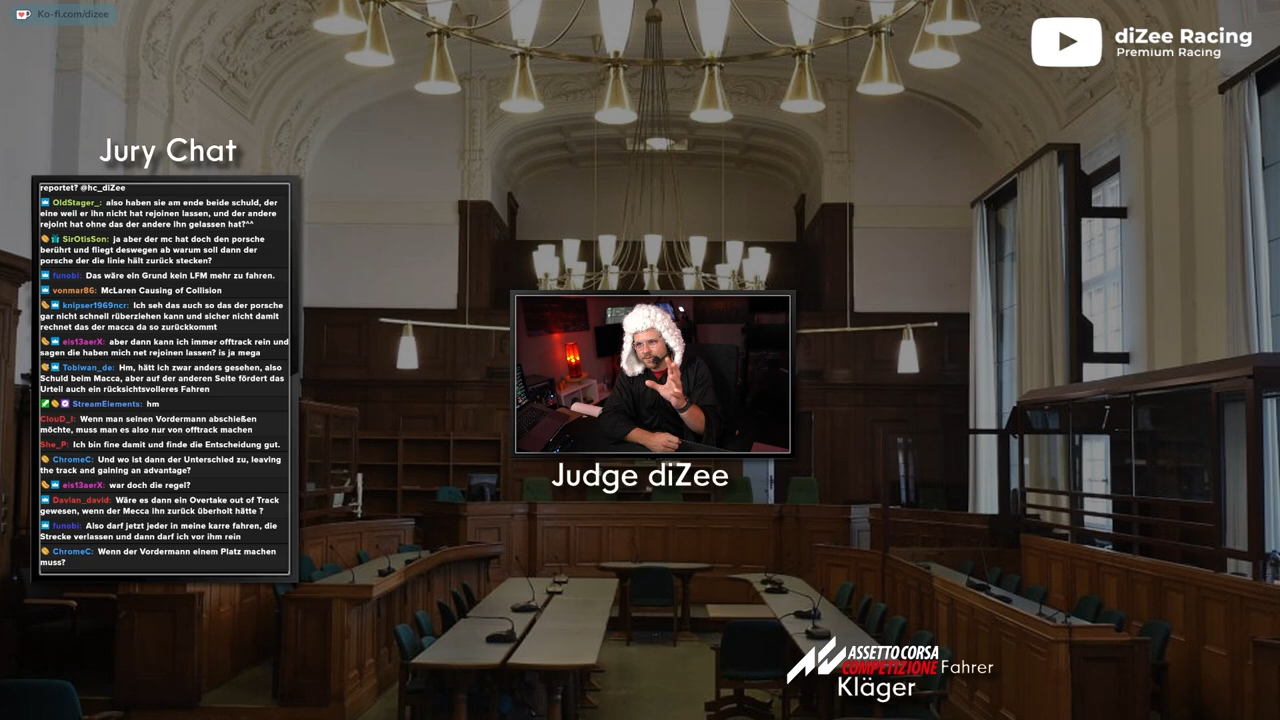 Ko-fi.com/dizee
diZee Racing
Premium Racing
Jury Chat
reportet? @hc_diZee
OldStager_: also haben sie am ende beide schuld, der
eine weil er ihn nicht hat rejoinen lassen, und der andere
rejoint hat ohne das der andere ihn gelassen hat?^^
SirOtisSon: ja aber der mc hat doch den porsche
berührt und fliegt deswegen ab warum soll dann der
porsche der die linie hält zurück stecken?
funobi: Das wäre ein Grund kein LFM mehr zu fahren.
vonmar86: McLaren Causing of Collision
knipser1969ncr: Ich seh das auch so das der porsche
gar nicht schnell rüberziehen kann und sicher nicht damit
rechnet das der macca da so zurückkommt
eis13aerX: aber dann kann ich immer offtrack rein und
sagen die haben mich net rejoinen lassen? is ja mega
Tobiwan_de: Hm, hätt ich zwar anders gesehen, also
Schuld beim Macca, aber auf der anderen Seite fördert das
Urteil auch ein rücksichtsvolleres Fahren
StreamElements: hm
ClouD_I: Wenn man seinen Vordermann abschießen
möchte, muss man es also nur von offtrack machen
She_P: Ich bin fine damit und finde die Entscheidung gut.
ChromeC: Und wo ist dann der Unterschied zu, leaving
the track and gaining an advantage?
eis13aerX: war doch die regel?
Davian_david: Wäre es dann ein Overtake out of Track
gewesen, wenn der Mecca ihn zurück überholt hätte ?
funobi: Also darf jetzt jeder in meine karre fahren, die
Strecke verlassen und dann darf ich vor ihm rein
ChromeC: Wenn der Vordermann einem Platz machen
muss?
Judge diZee
ASSETTO CORSA
COMPETIZIONE Fahrer
Kläger